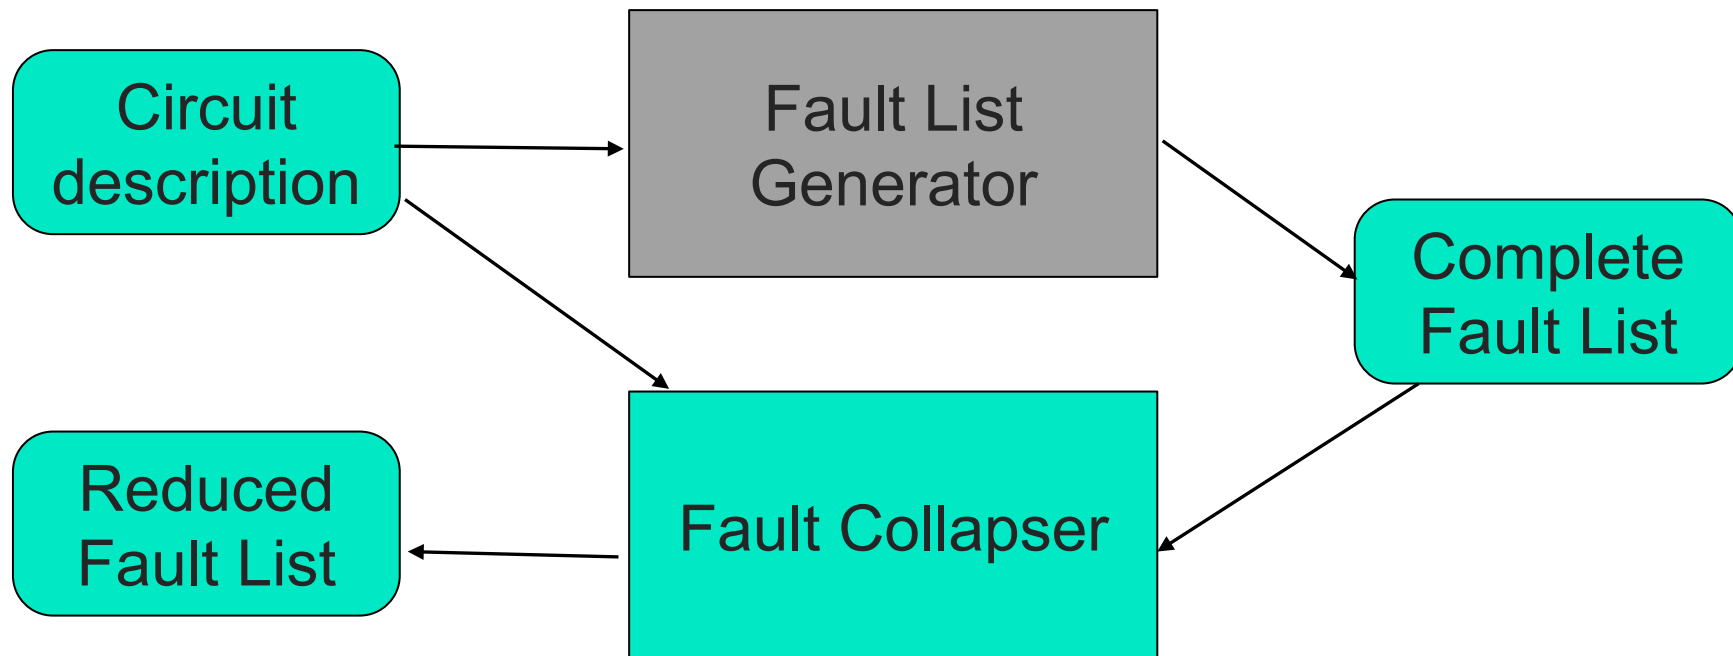 Circuit
description
Fault List
Generator
Complete
Fault List
Reduced
Fault List
Fault Collapser